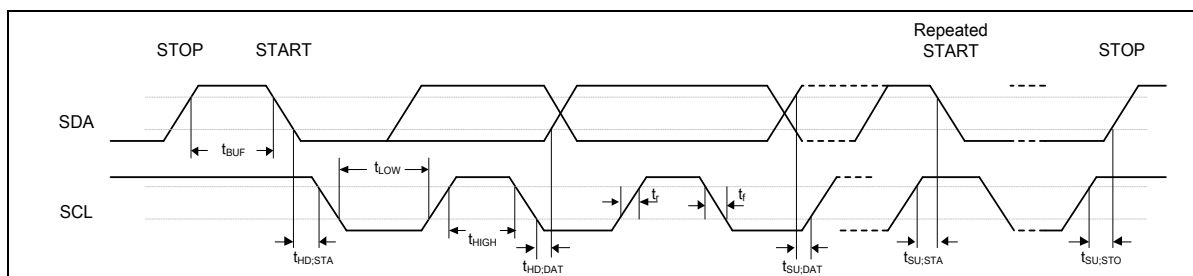 Repeated
STOP START START STOP
SDA
tBUF
tLOW
SCL
tr tf
tHIGH
tHD;STA tHD;DAT tSU;DAT tSU;STA tSU;STO